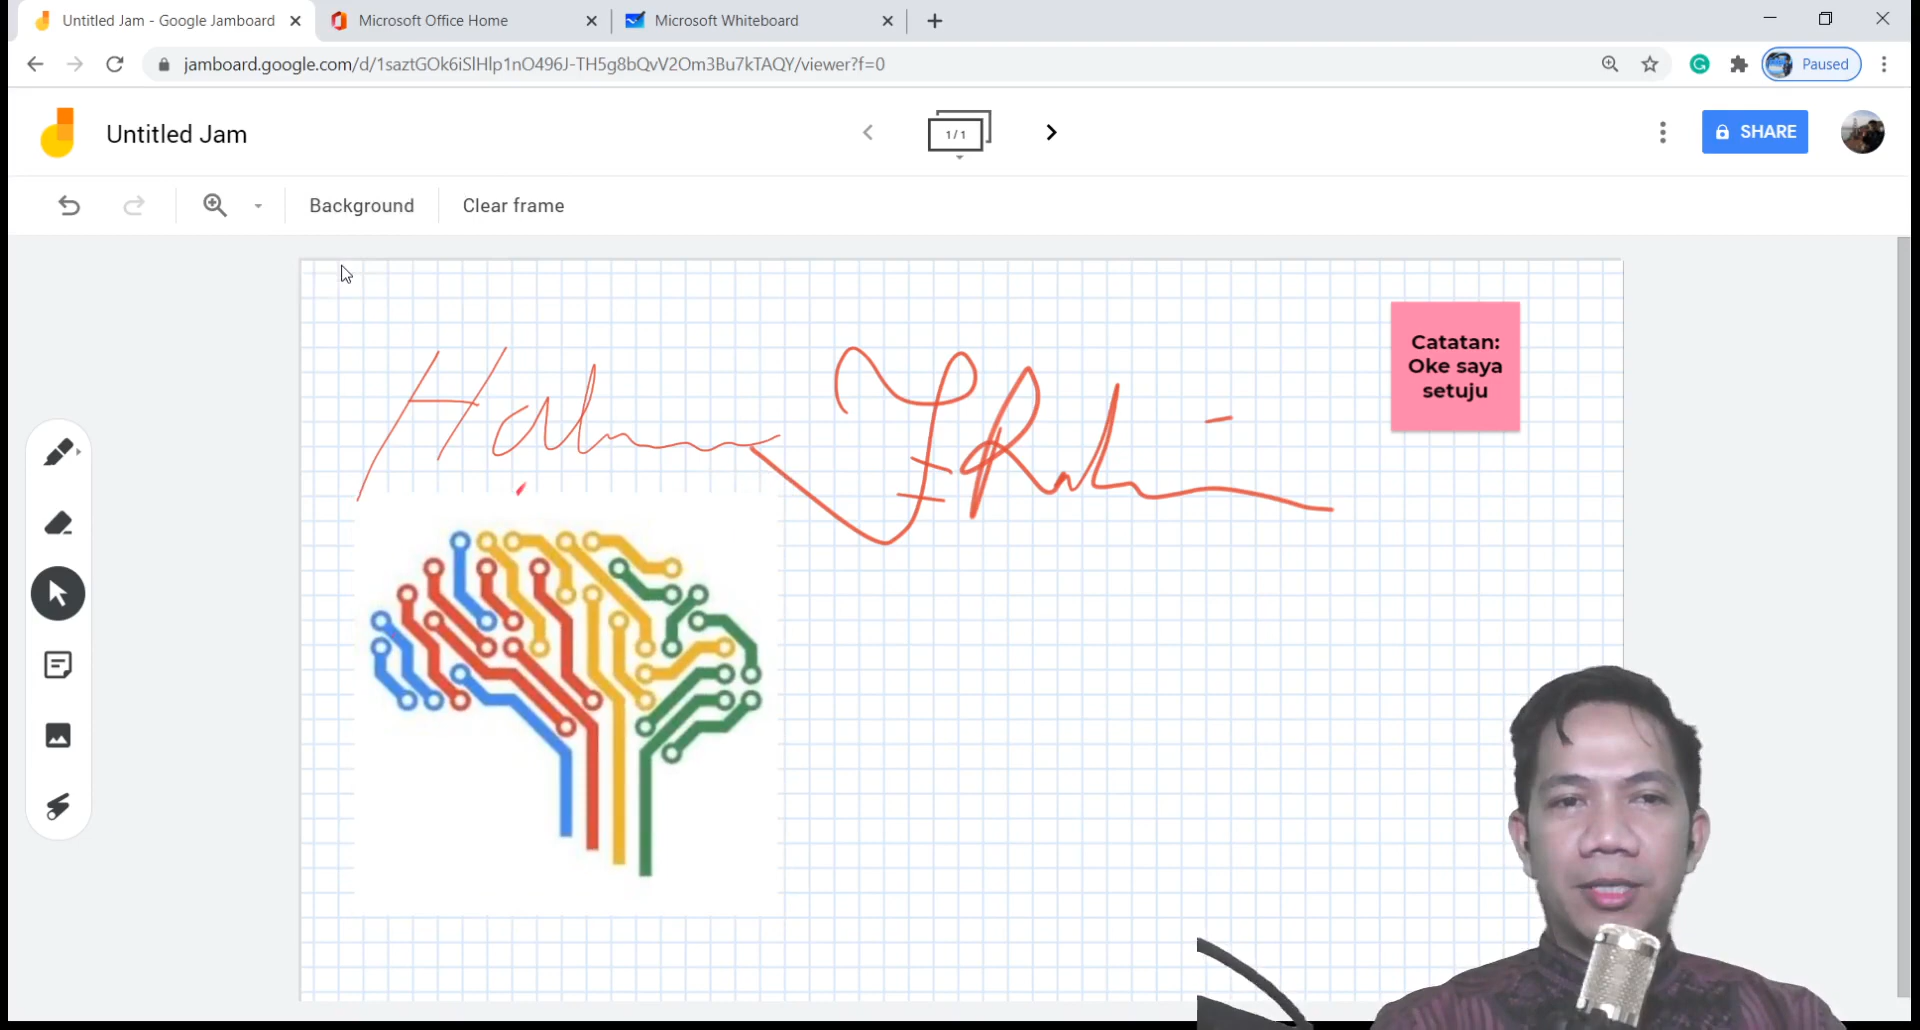 Untitled Jam - Google Jamboard
Microsoft Office Home
Microsoft Whiteboard
jamboard.google.com/d/1saztGOk6iSlHlp1nO496J-TH5g8bQvV2Om3Bu7kTAQY/viewer?f=0
Paused
Untitled Jam
1/1
SHARE
Background
Clear frame
Catatan:
Oke saya
setuju